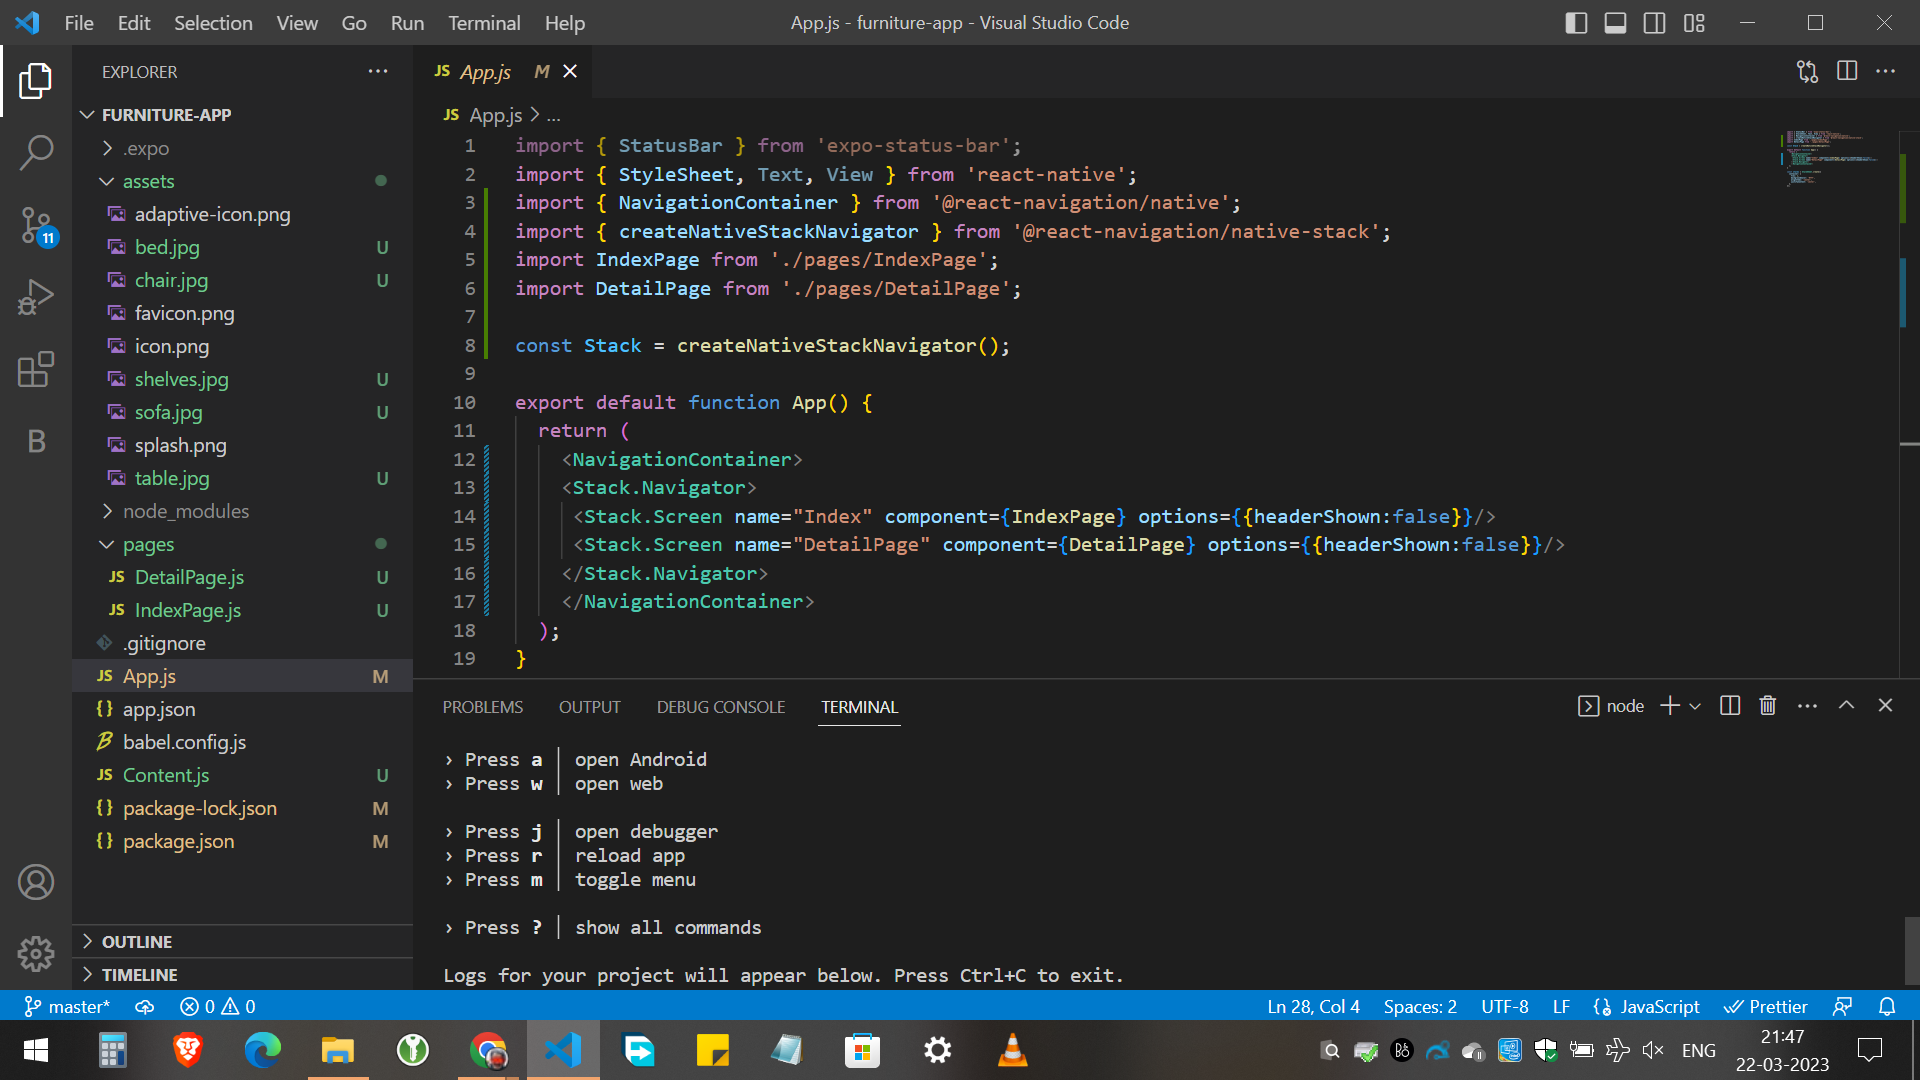 File Edit Selection View Go Run Terminal Help
App.js - furniture-app - Visual Studio Code
EXPLORER
FURNITURE-APP
.expo
assets
adaptive-icon.png
bed.jpg U
chair.jpg U
favicon.png
icon.png
shelves.jpg U
sofa.jpg U
splash.png
table.jpg U
node_modules
pages
JS DetailPage.js U
JS IndexPage.js U
.gitignore
JS App.js M
{} app.json
babel.config.js
JS Content.js U
{} package-lock.json M
{} package.json M
OUTLINE
TIMELINE
11
B
JS App.js M
JS App.js > ...
1 import { StatusBar } from 'expo-status-bar';
2 import { StyleSheet, Text, View } from 'react-native';
3 import { NavigationContainer } from '@react-navigation/native';
4 import { createNativeStackNavigator } from '@react-navigation/native-stack';
5 import IndexPage from './pages/IndexPage';
6 import DetailPage from './pages/DetailPage';
7
8 const Stack = createNativeStackNavigator();
9
10 export default function App() {
11 return (
12 <NavigationContainer>
13 <Stack.Navigator>
14 <Stack.Screen name="Index" component={IndexPage} options={{headerShown:false}}/>
15 <Stack.Screen name="DetailPage" component={DetailPage} options={{headerShown:false}}/>
16 </Stack.Navigator>
17 </NavigationContainer>
18 );
19 }
PROBLEMS OUTPUT DEBUG CONSOLE TERMINAL
node
› Press a │ open Android
› Press w │ open web
› Press j │ open debugger
› Press r │ reload app
› Press m │ toggle menu
› Press ? │ show all commands
Logs for your project will appear below. Press Ctrl+C to exit.
master* 0 0
Ln 28, Col 4 Spaces: 2 UTF-8 LF {} JavaScript Prettier
ENG
21:47
22-03-2023